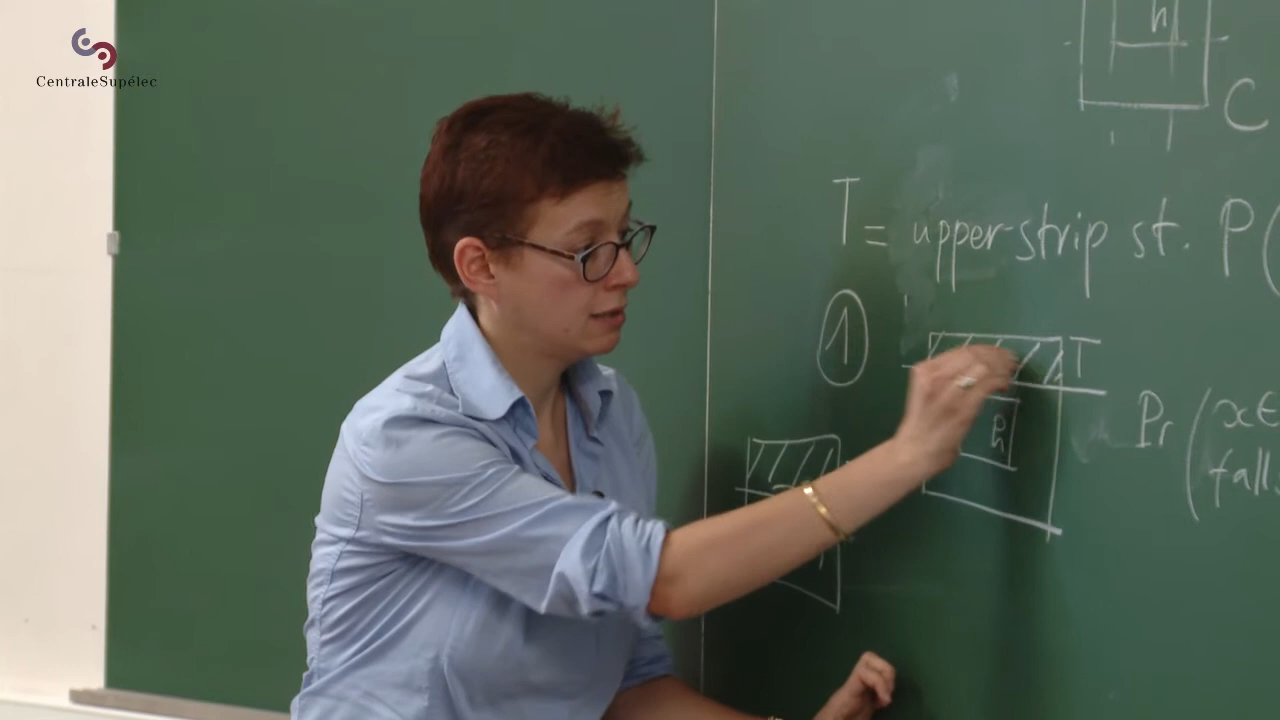 CentraleSupélec
h
C
T = upper-strip st. P(
1
T
h
Pr (x∈
fall